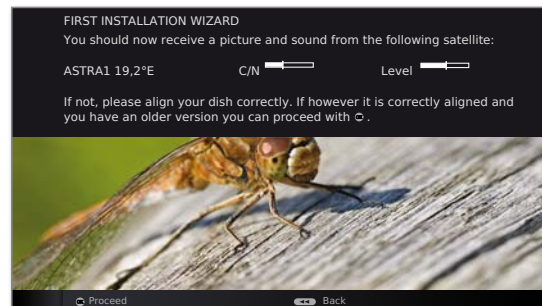 FIRST INSTALLATION WIZARD
You should now receive a picture and sound from the following satellite:
ASTRA1 19,2°E C/N Level
If not, please align your dish correctly. If however it is correctly aligned and
you have an older version you can proceed with .
Proceed Back